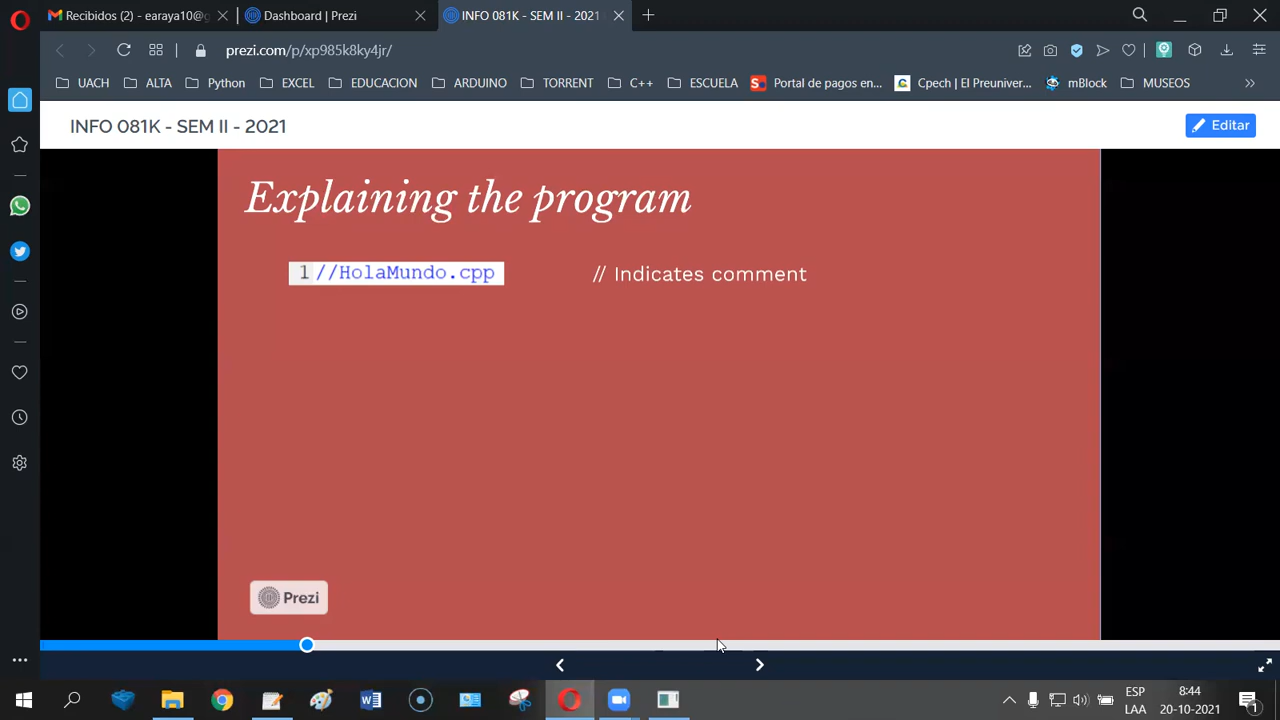 Recibidos (2) - earaya10@g
Dashboard | Prezi
INFO 081K - SEM II - 2021
prezi.com/p/xp985k8ky4jr/
UACH
ALTA
Python
EXCEL
EDUCACION
ARDUINO
TORRENT
C++
ESCUELA
Portal de pagos en...
Cpech | El Preuniver...
mBlock
MUSEOS
INFO 081K - SEM II - 2021
Editar
Explaining the program
1 //HolaMundo.cpp
// Indicates comment
Prezi
ESP
8:44
LAA
20-10-2021
1